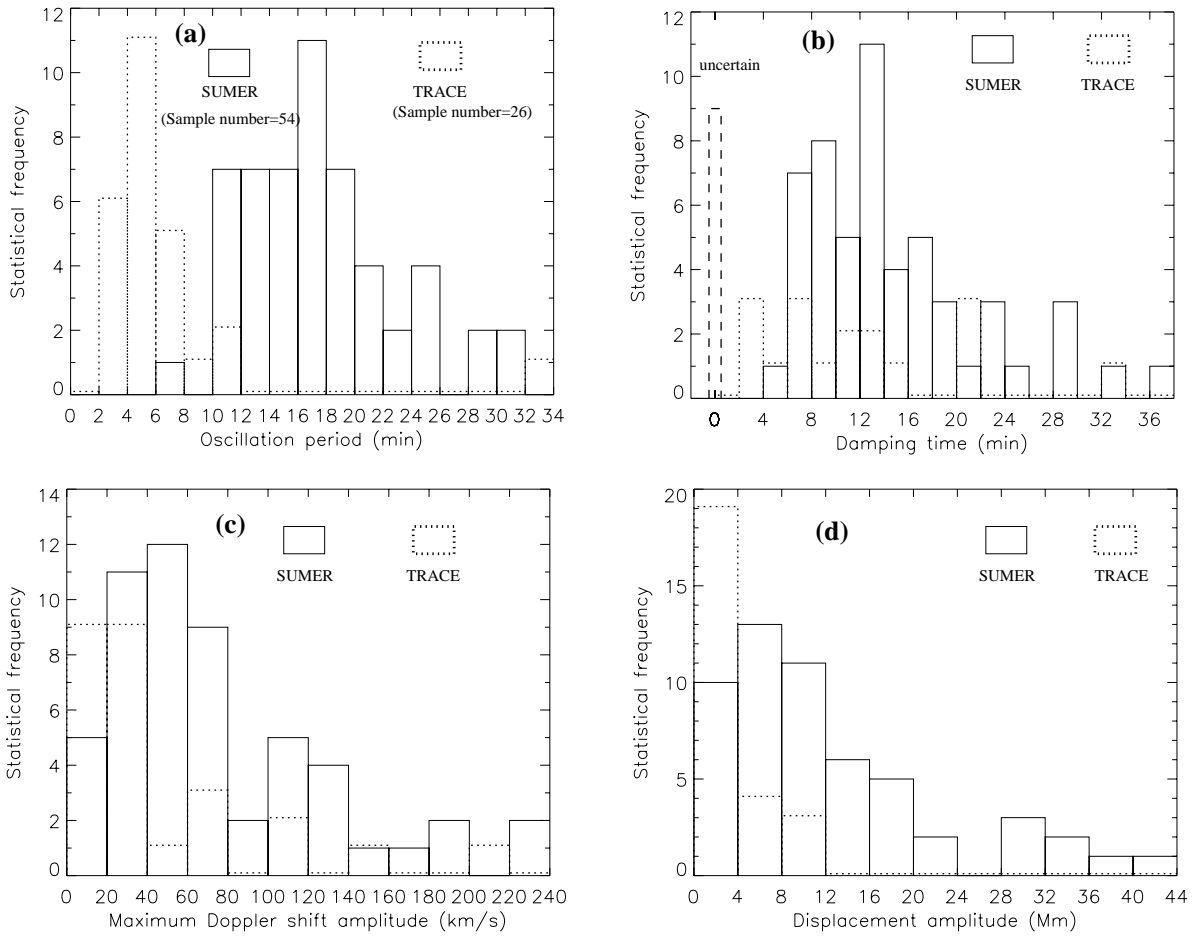 (a)
SUMER
(Sample number=54)
TRACE
(Sample number=26)
Statistical frequency
12
10
8
6
4
2
0
0 2 4 6 8 10 12 14 16 18 20 22 24 26 28 30 32 34
Oscillation period (min)
(b)
uncertain
SUMER
TRACE
Statistical frequency
12
10
8
6
4
2
0
0 4 8 12 16 20 24 28 32 36
Damping time (min)
(c)
SUMER
TRACE
Statistical frequency
14
12
10
8
6
4
2
0
0 20 40 60 80 100 120 140 160 180 200 220 240
Maximum Doppler shift amplitude (km/s)
(d)
SUMER
TRACE
Statistical frequency
20
15
10
5
0
0 4 8 12 16 20 24 28 32 36 40 44
Displacement amplitude (Mm)